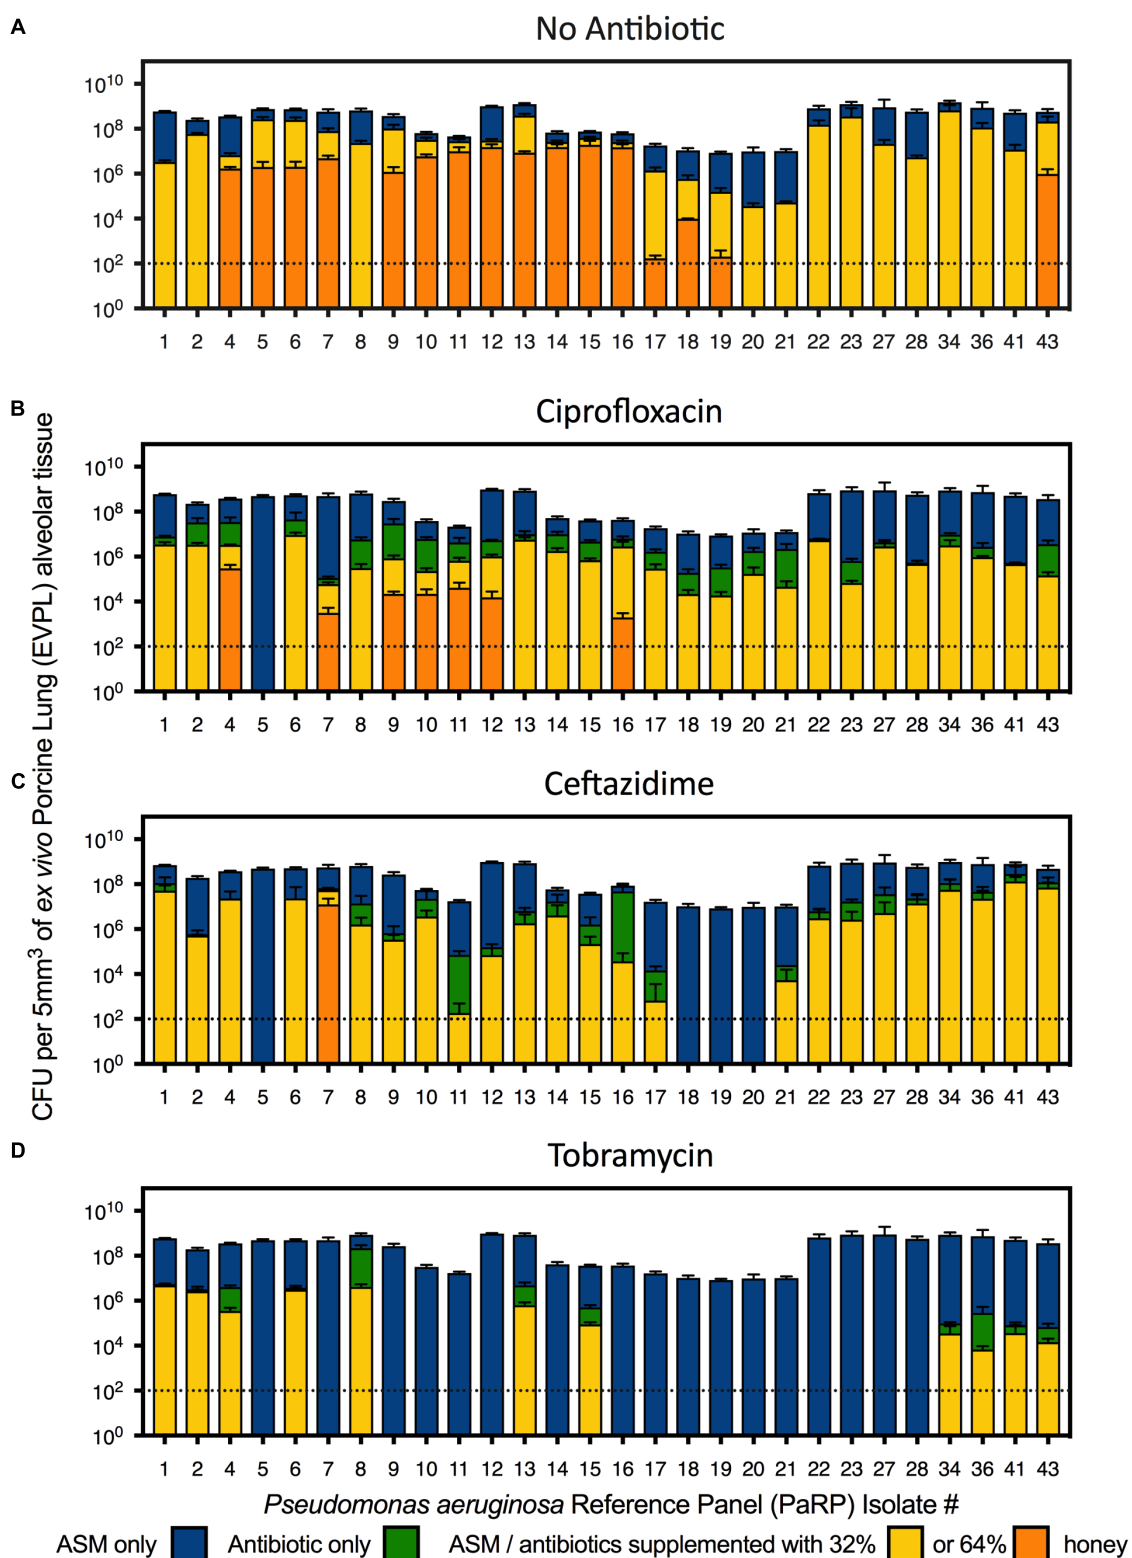 A
No Antibiotic
10^10
10^8
10^6
10^4
10^2
10^0
1 2 4 5 6 7 8 9 10 11 12 13 14 15 16 17 18 19 20 21 22 23 27 28 34 36 41 43
B
Ciprofloxacin
10^10
10^8
10^6
10^4
10^2
10^0
1 2 4 5 6 7 8 9 10 11 12 13 14 15 16 17 18 19 20 21 22 23 27 28 34 36 41 43
CFU per 5mm^3 of ex vivo Porcine Lung (EVPL) alveolar tissue
C
Ceftazidime
10^10
10^8
10^6
10^4
10^2
10^0
1 2 4 5 6 7 8 9 10 11 12 13 14 15 16 17 18 19 20 21 22 23 27 28 34 36 41 43
D
Tobramycin
10^10
10^8
10^6
10^4
10^2
10^0
1 2 4 5 6 7 8 9 10 11 12 13 14 15 16 17 18 19 20 21 22 23 27 28 34 36 41 43
Pseudomonas aeruginosa Reference Panel (PaRP) Isolate #
ASM only Antibiotic only ASM / antibiotics supplemented with 32% or 64% honey